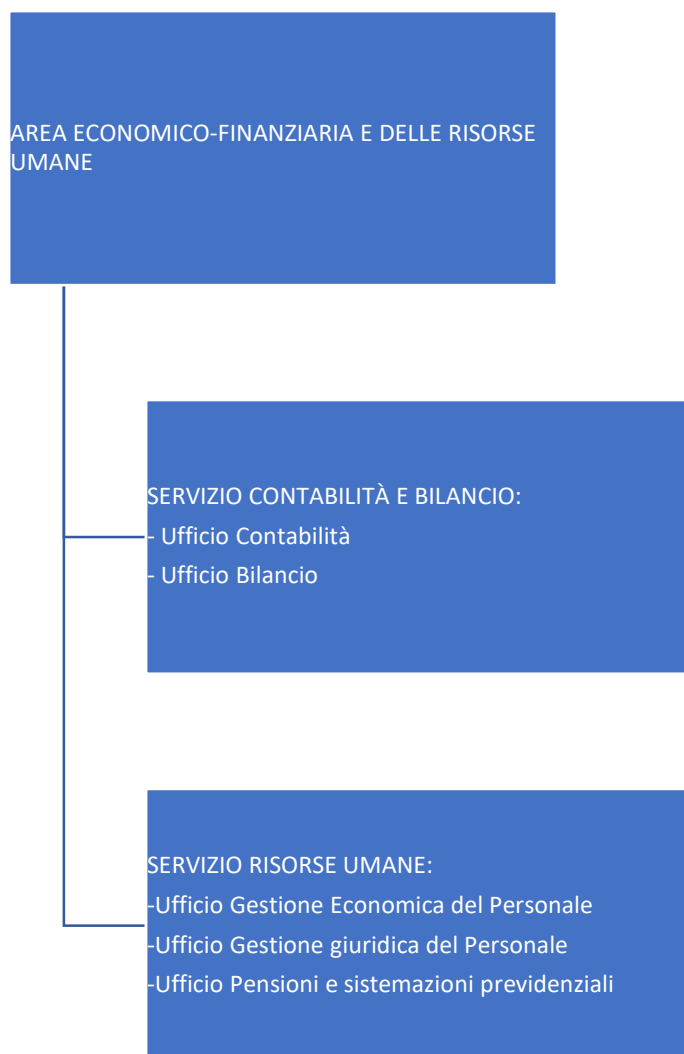 AREA ECONOMICO-FINANZIARIA E DELLE RISORSE
UMANE
SERVIZIO CONTABILITÀ E BILANCIO:
- Ufficio Contabilità
- Ufficio Bilancio
SERVIZIO RISORSE UMANE:
-Ufficio Gestione Economica del Personale
-Ufficio Gestione giuridica del Personale
-Ufficio Pensioni e sistemazioni previdenziali